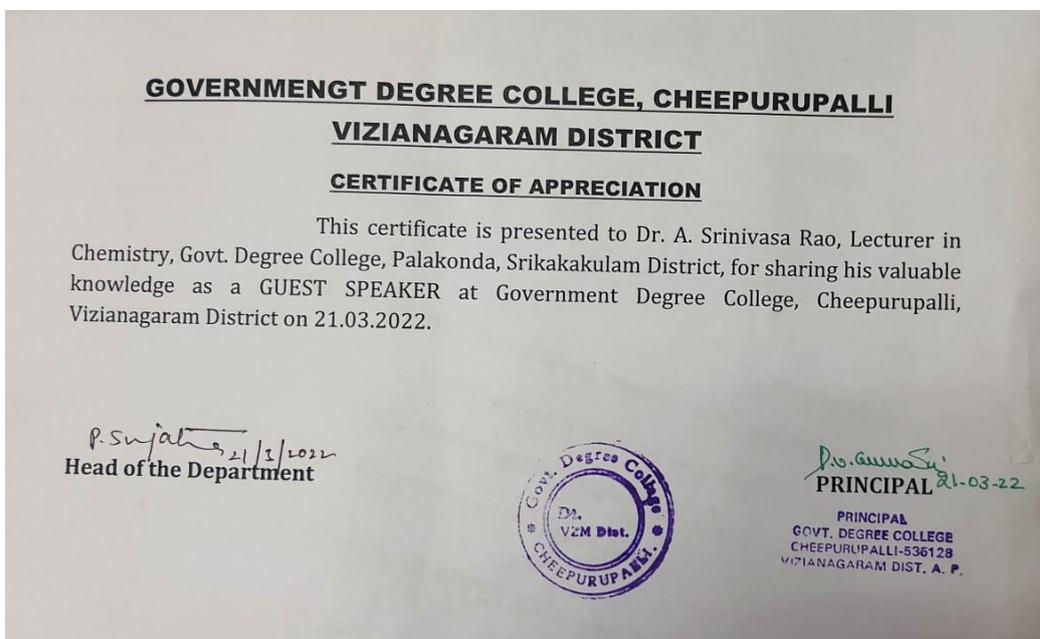 GOVERNMENGT DEGREE COLLEGE, CHEEPURUPALLI
VIZIANAGARAM DISTRICT
CERTIFICATE OF APPRECIATION
This certificate is presented to Dr. A. Srinivasa Rao, Lecturer in
Chemistry, Govt. Degree College, Palakonda, Srikakakulam District, for sharing his valuable
knowledge as a GUEST SPEAKER at Government Degree College, Cheepurupalli,
Vizianagaram District on 21.03.2022.
P. Sujatha 21/3/2022
Head of the Department
Govt. Degree College
VZM Dist.
CHEEPURUPALLI.
PRINCIPAL 21-03-22
PRINCIPAL
GOVT. DEGREE COLLEGE
CHEEPURUPALLI-535128
VIZIANAGARAM DIST. A. P.